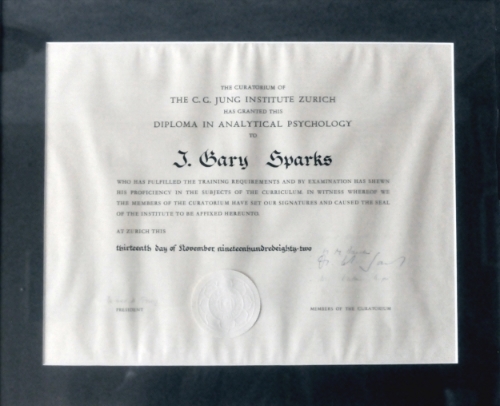 THE CURATORIUM OF
THE C. G. JUNG INSTITUTE ZURICH
HAS GRANTED THIS
DIPLOMA IN ANALYTICAL PSYCHOLOGY
TO
J. Gary Sparks
WHO HAS FULFILLED THE TRAINING REQUIREMENTS AND BY EXAMINATION HAS SHEWN
HIS PROFICIENCY IN THE SUBJECTS OF THE CURRICULUM. IN WITNESS WHEREOF WE
THE MEMBERS OF THE CURATORIUM HAVE SET OUR SIGNATURES AND CAUSED THE SEAL
OF THE INSTITUTE TO BE AFFIXED HEREUNTO.
AT ZURICH THIS
thirteenth day of November nineteenhundredeighty-two
PRESIDENT
MEMBERS OF THE CURATORIUM